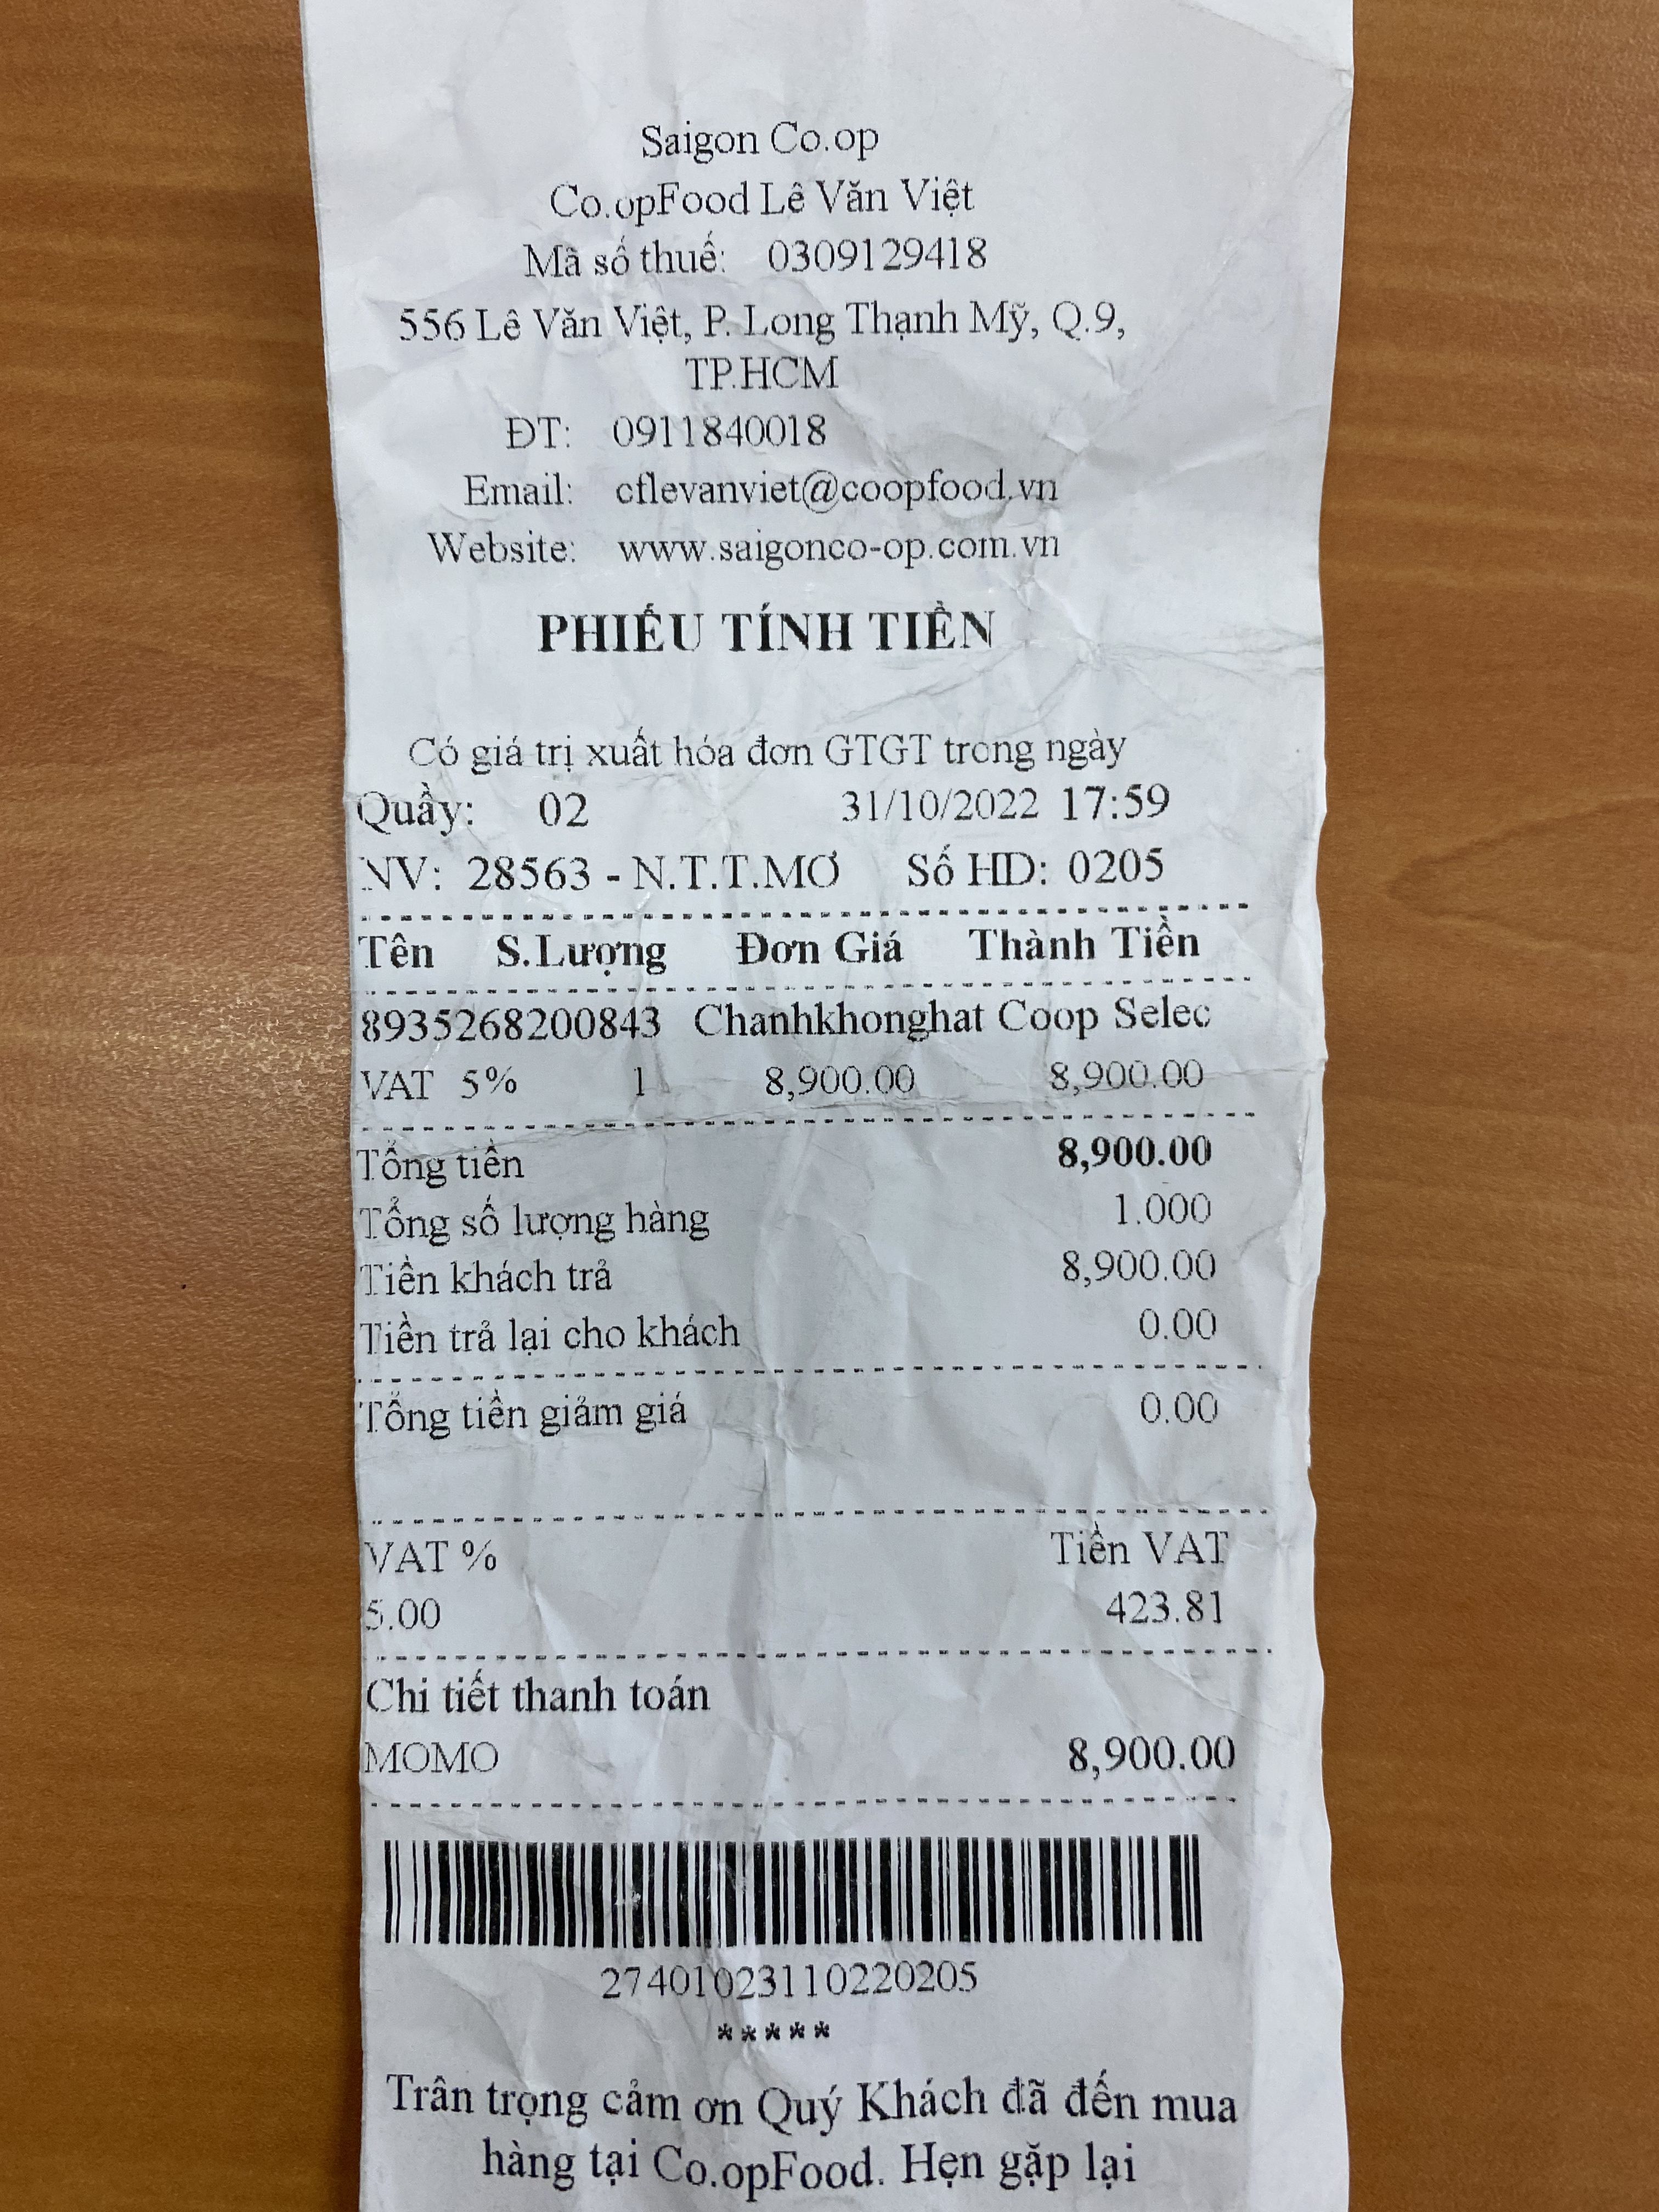 Saigon Co.op
Co.opFood Lê Văn Việt
Mã số thuế: 0309129418
556 Lê Văn Việt, P. Long Thạnh Mỹ, Q.9,
TP.HCM
ĐT: 0911840018
Email: cflevanviet@coopfood.vn
Website: www.saigonco-op.com.vn
PHIẾU TÍNH TIỀN
Có giá trị xuất hóa đơn GTGT trong ngày
Quầy: 02 31/10/2022 17:59
NV: 28563 - N.T.T.MƠ Số HD: 0205
Tên S.Lượng Đơn Giá Thành Tiền
8935268200843 Chanhkhonghat Coop Selec
VAT 5% 1 8,900.00 8,900.00
Tổng tiền 8,900.00
Tổng số lượng hàng 1.000
Tiền khách trả 8,900.00
Tiền trả lại cho khách 0.00
Tổng tiền giảm giá 0.00
VAT % Tiền VAT
5.00 423.81
Chi tiết thanh toán
MOMO 8,900.00
27401023110220205
*****
Trân trọng cảm ơn Quý Khách đã đến mua
hàng tại Co.opFood. Hẹn gặp lại